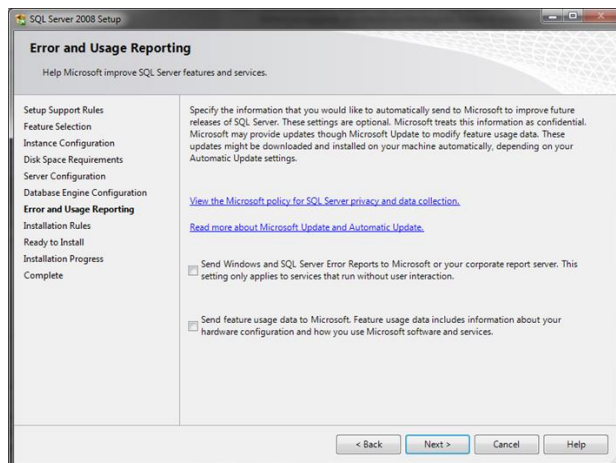 SQL Server 2008 Setup
Error and Usage Reporting
Help Microsoft improve SQL Server features and services.
Setup Support Rules
Feature Selection
Instance Configuration
Disk Space Requirements
Server Configuration
Database Engine Configuration
Error and Usage Reporting
Installation Rules
Ready to Install
Installation Progress
Complete
Specify the information that you would like to automatically send to Microsoft to improve future
releases of SQL Server. These settings are optional. Microsoft treats this information as confidential.
Microsoft may provide updates though Microsoft Update to modify feature usage data. These
updates might be downloaded and installed on your machine automatically, depending on your
Automatic Update settings.
View the Microsoft policy for SQL Server privacy and data collection.
Read more about Microsoft Update and Automatic Update.
Send Windows and SQL Server Error Reports to Microsoft or your corporate report server. This
setting only applies to services that run without user interaction.
Send feature usage data to Microsoft. Feature usage data includes information about your
hardware configuration and how you use Microsoft software and services.
< Back
Next >
Cancel
Help